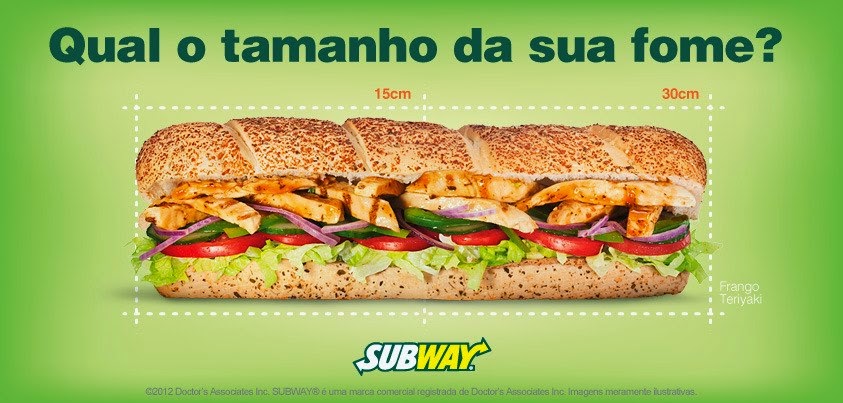 Qual o tamanho da sua fome?
15cm
30cm
Frango
Teriyaki
SUBWAY®
©2012 Doctor's Associates Inc. SUBWAY® é uma marca comercial registrada de Doctor's Associates Inc. Imagens meramente ilustrativas.